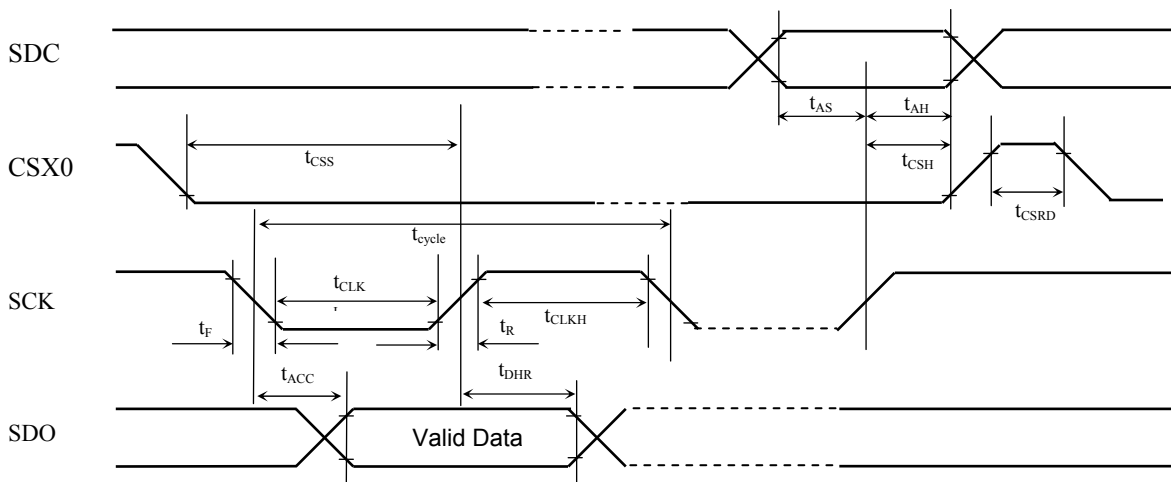 SDC
tAS
tAH
CSX0
tCSS
tCSH
tCSRD
tcycle
SCK
tCLK
tCLKH
tF
tR
tACC
tDHR
SDO
Valid Data